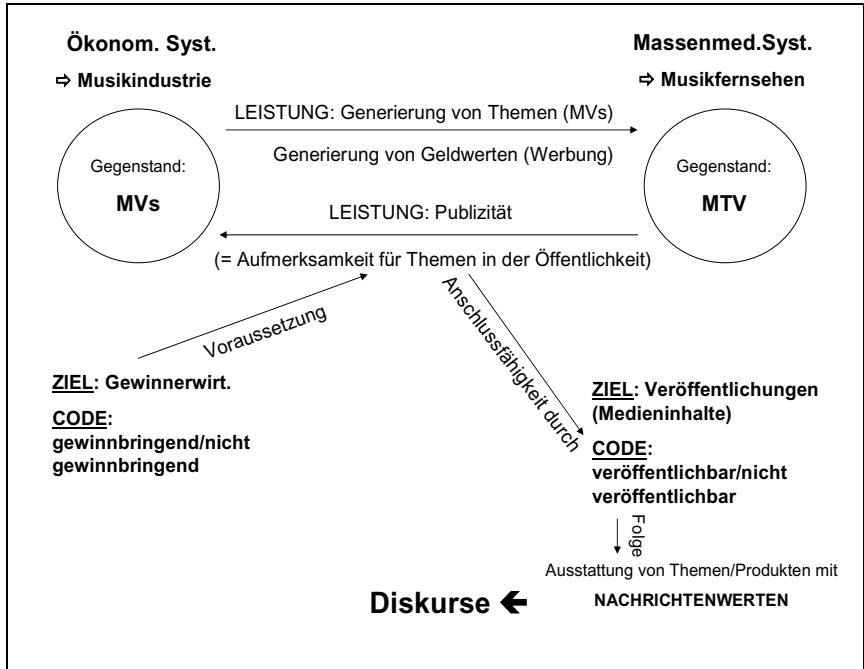 Ökonom. Syst.
⇨ Musikindustrie
Massenmed.Syst.
⇨ Musikfernsehen
LEISTUNG: Generierung von Themen (MVs)
Generierung von Geldwerten (Werbung)
Gegenstand:
MVs
Gegenstand:
MTV
LEISTUNG: Publizität
(= Aufmerksamkeit für Themen in der Öffentlichkeit)
Voraussetzung
Anschlussfähigkeit durch
ZIEL: Gewinnerwirt.
CODE:
gewinnbringend/nicht
gewinnbringend
ZIEL: Veröffentlichungen
(Medieninhalte)
CODE:
veröffentlichbar/nicht
veröffentlichbar
Folge
Ausstattung von Themen/Produkten mit
NACHRICHTENWERTEN
Diskurse ←